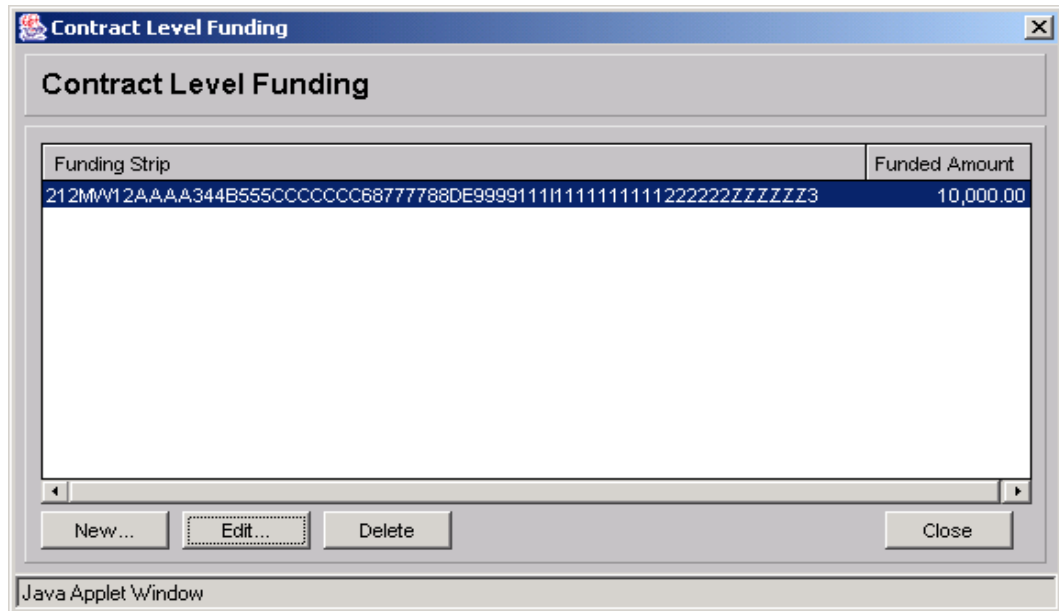 Contract Level Funding
Contract Level Funding
Funding Strip Funded Amount
212MW12AAAA344B555CCCCCCC68777788DE9999111I1111111111222222ZZZZZZ3 10,000.00
New... Edit... Delete Close
Java Applet Window